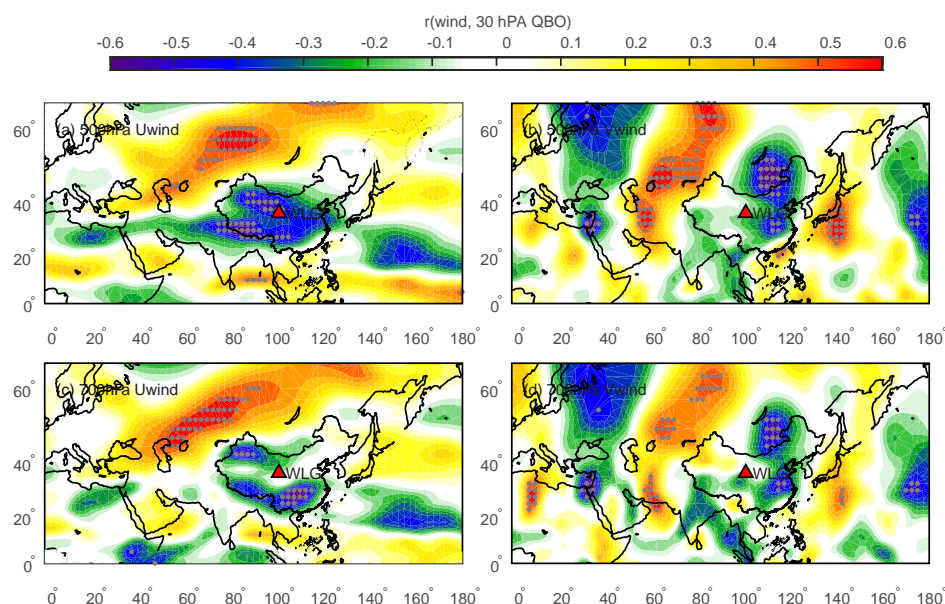 r(wind, 30 hPA QBO)
-0.6 -0.5 -0.4 -0.3 -0.2 -0.1 0 0.1 0.2 0.3 0.4 0.5 0.6
(a) 500hPa Uwind
(b) 500hPa Vwind
60° 60°
40° 40°
WLG WLG
20° 20°
0° 0°
0° 20° 40° 60° 80° 100° 120° 140° 160° 180° 0° 20° 40° 60° 80° 100° 120° 140° 160° 180°
(c) 700hPa Uwind
(d) 700hPa Vwind
60° 60°
40° 40°
WLG WLG
20° 20°
0° 0°
0° 20° 40° 60° 80° 100° 120° 140° 160° 180° 0° 20° 40° 60° 80° 100° 120° 140° 160° 180°